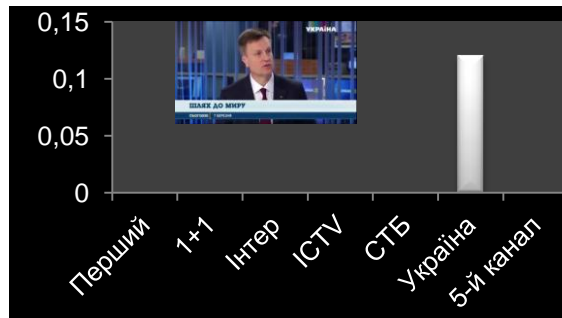 0,15
0,1
0,05
0
УКРАЇНА
ШЛЯХ ДО МИРУ
Перший
1+1
Інтер
ICTV
СТБ
Україна
5-й канал